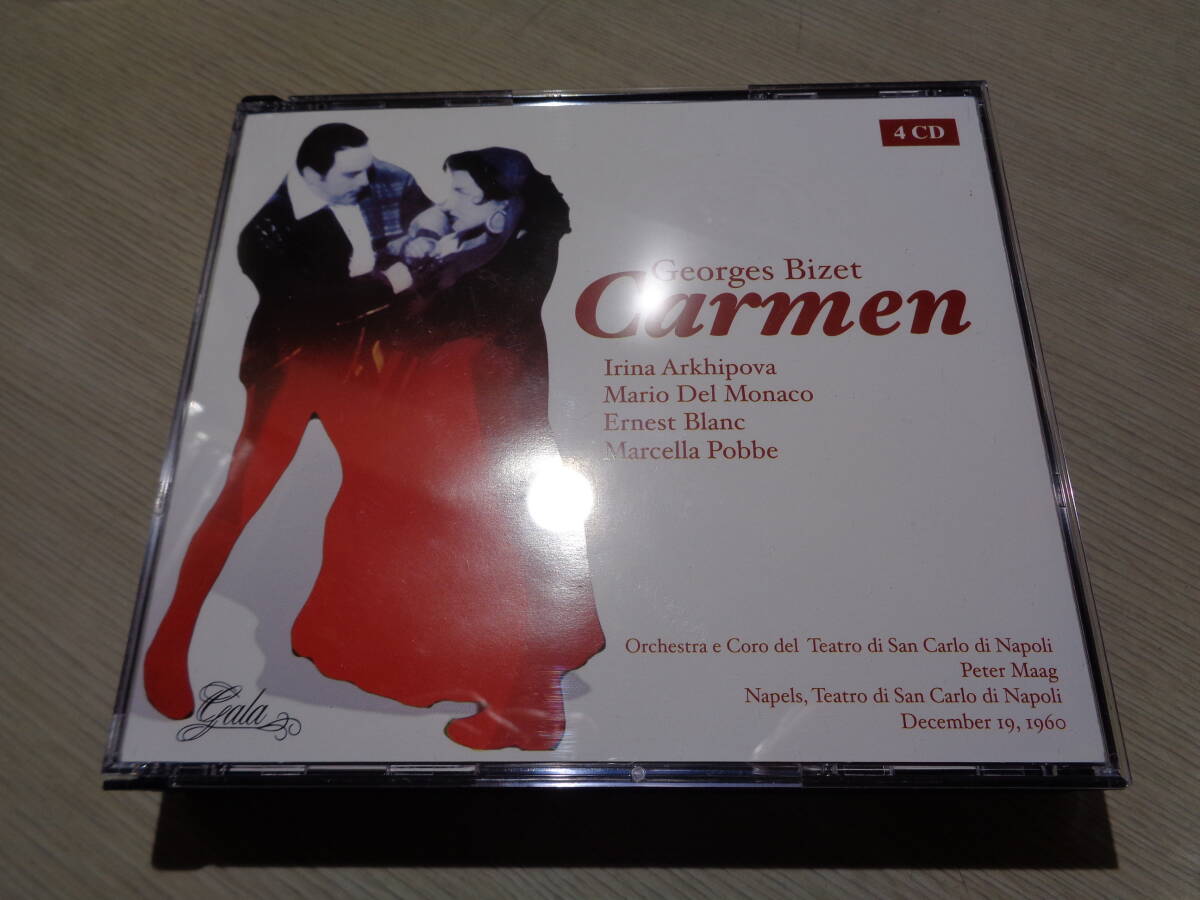 4 CD
Georges Bizet
Carmen
Irina Arkhipova
Mario Del Monaco
Ernest Blanc
Marcella Pobbe
Orchestra e Coro del Teatro di San Carlo di Napoli
Peter Maag
Napels, Teatro di San Carlo di Napoli
December 19, 1960
Gala